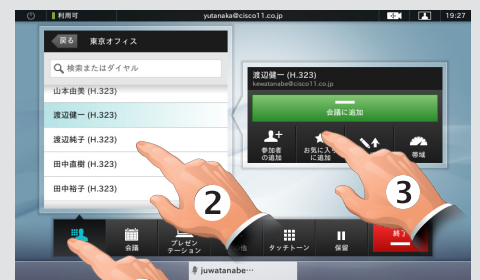 利用可
yutanaka@cisco11.co.jp
19:27
戻る
東京オフィス
検索またはダイヤル
山本由美 (H.323)
渡辺健一 (H.323)
渡辺純子 (H.323)
田中直樹 (H.323)
田中裕子 (H.323)
渡辺健一 (H.323)
kewatanabe@cisco11.co.jp
会議に追加
参加者
の追加
お気に入り
に追加
帯域
2
3
会議
プレゼン
テーション
他
タッチトーン
保留
終了
juwatanabe…